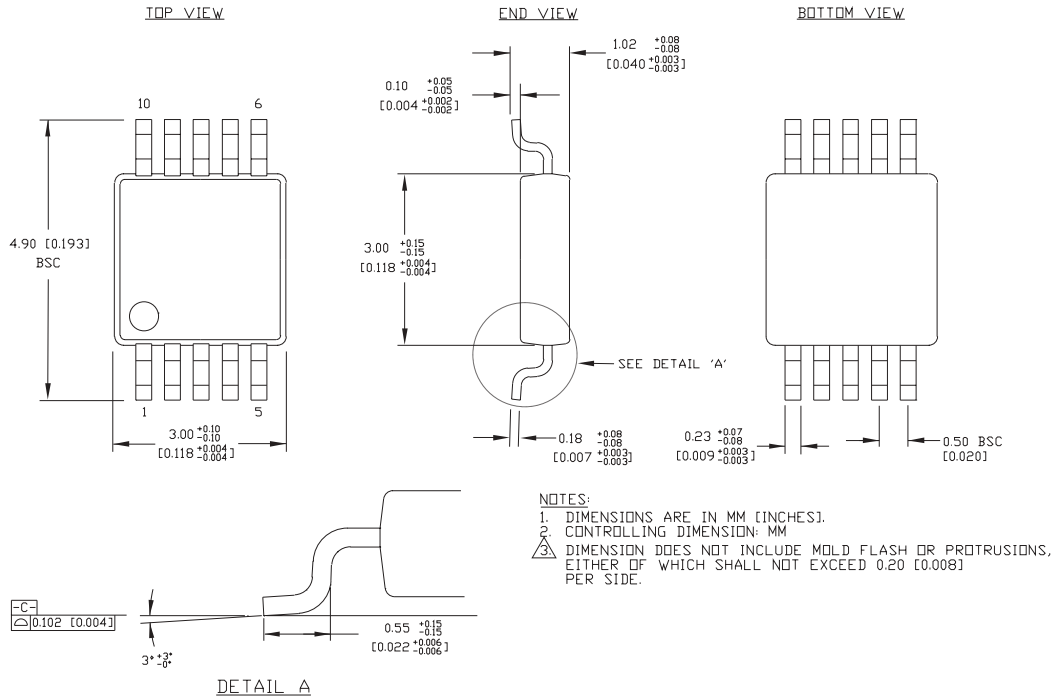 TOP VIEW
END VIEW
BOTTOM VIEW
1.02 +0.08 -0.08
[0.040 +0.003 -0.003]
0.10 +0.05 -0.05
[0.004 +0.002 -0.002]
10
6
4.90 [0.193]
BSC
3.00 +0.15 -0.15
[0.118 +0.004 -0.004]
SEE DETAIL 'A'
1
5
3.00 +0.10 -0.10
[0.118 +0.004 -0.004]
0.18 +0.08 -0.08
[0.007 +0.003 -0.003]
0.23 +0.07 -0.08
[0.009 +0.003 -0.003]
0.50 BSC
[0.020]
NOTES:
1. DIMENSIONS ARE IN MM [INCHES].
2. CONTROLLING DIMENSION: MM
3. DIMENSION DOES NOT INCLUDE MOLD FLASH OR PROTRUSIONS,
EITHER OF WHICH SHALL NOT EXCEED 0.20 [0.008]
PER SIDE.
-C-
⌓ 0.102 [0.004]
3° +3° -0°
0.55 +0.15 -0.15
[0.022 +0.006 -0.006]
DETAIL A